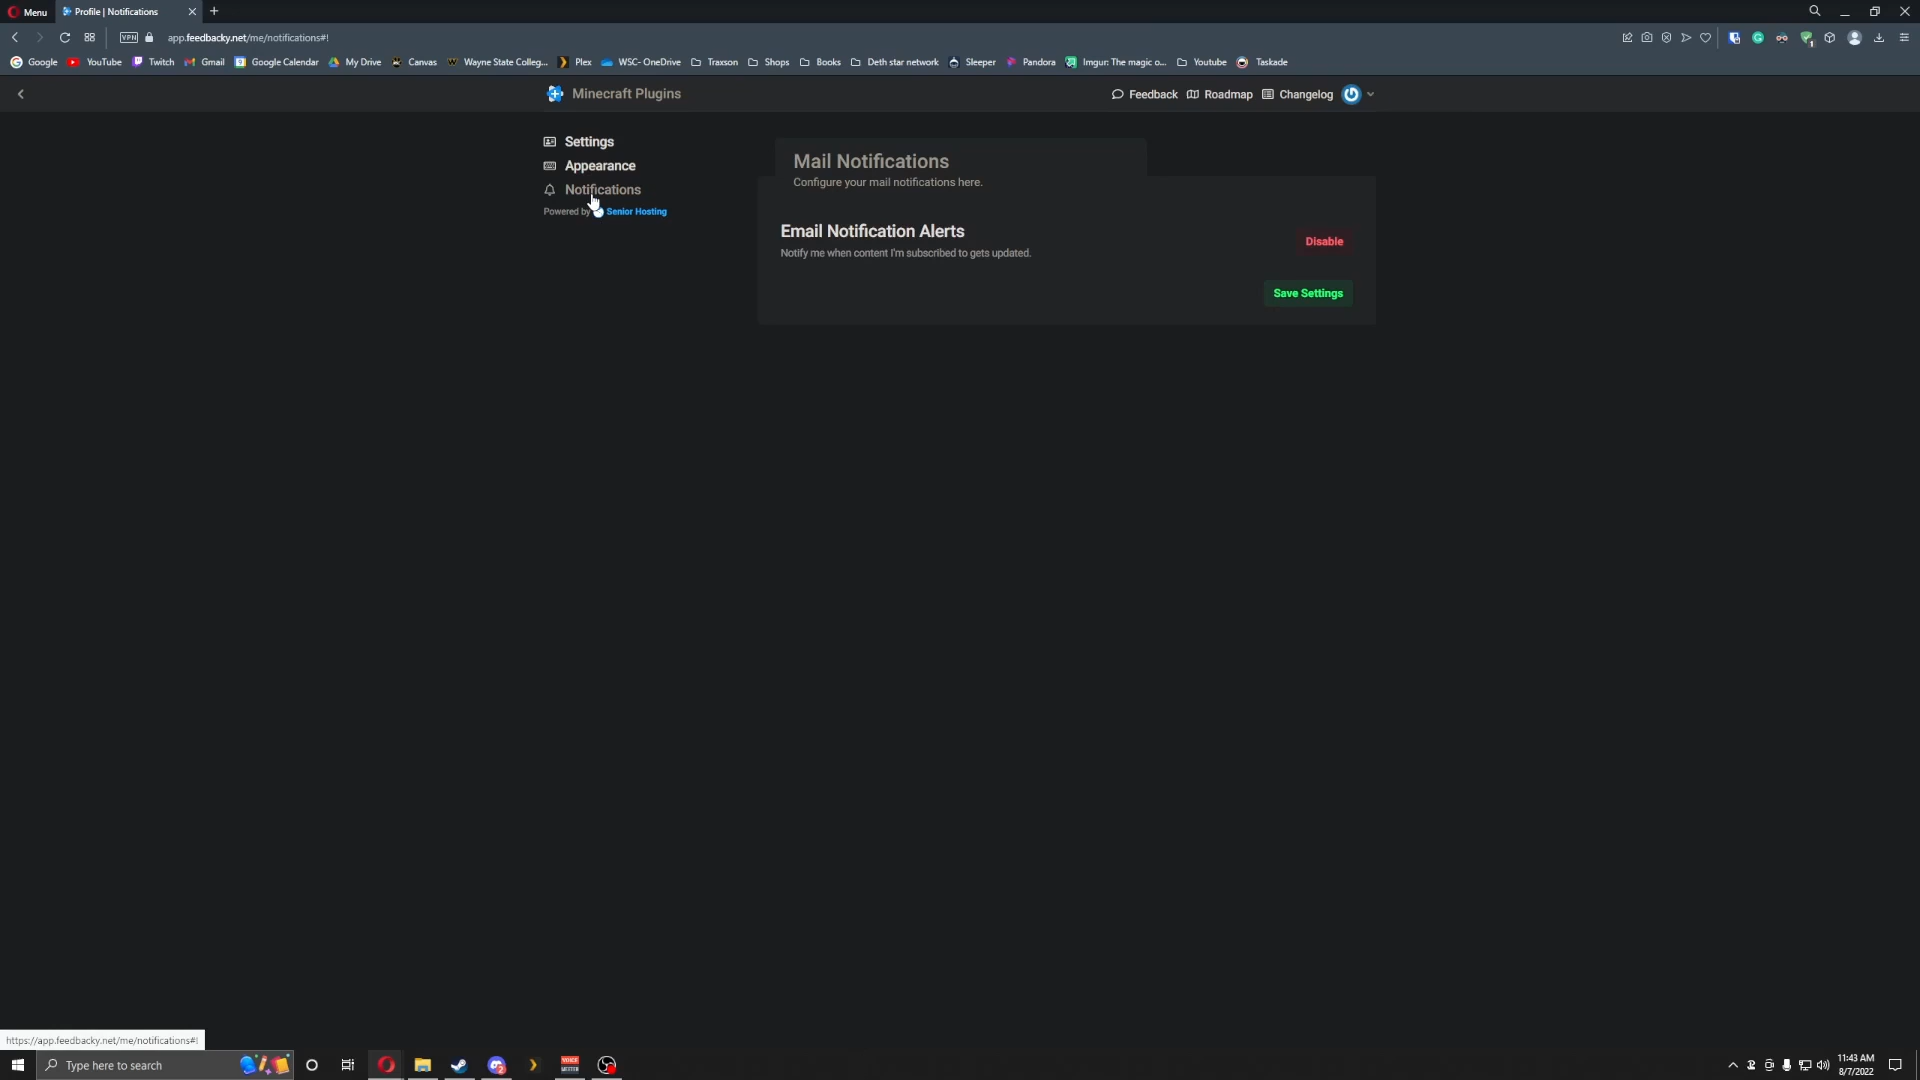 Menu
Profile | Notifications
VPN
app.feedbacky.net/me/notifications#!
Google YouTube Twitch Gmail Google Calendar My Drive Canvas Wayne State Colleg... Plex WSC- OneDrive Traxson Shops Books Deth star network Sleeper Pandora Imgur: The magic o... Youtube Taskade
Minecraft Plugins
Feedback Roadmap Changelog
Settings
Appearance
Notifications
Powered by Senior Hosting
Mail Notifications
Configure your mail notifications here.
Email Notification Alerts
Notify me when content I'm subscribed to gets updated.
Disable
Save Settings
https://app.feedbacky.net/me/notifications#!
Type here to search
VOICE
MEETER
11:43 AM
8/7/2022